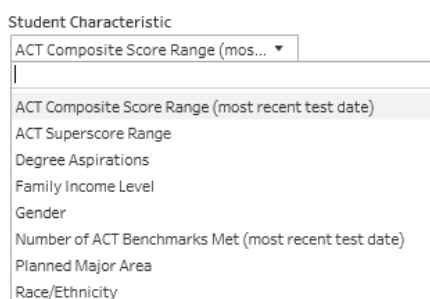 Student Characteristic
ACT Composite Score Range (mos...
ACT Composite Score Range (most recent test date)
ACT Superscore Range
Degree Aspirations
Family Income Level
Gender
Number of ACT Benchmarks Met (most recent test date)
Planned Major Area
Race/Ethnicity